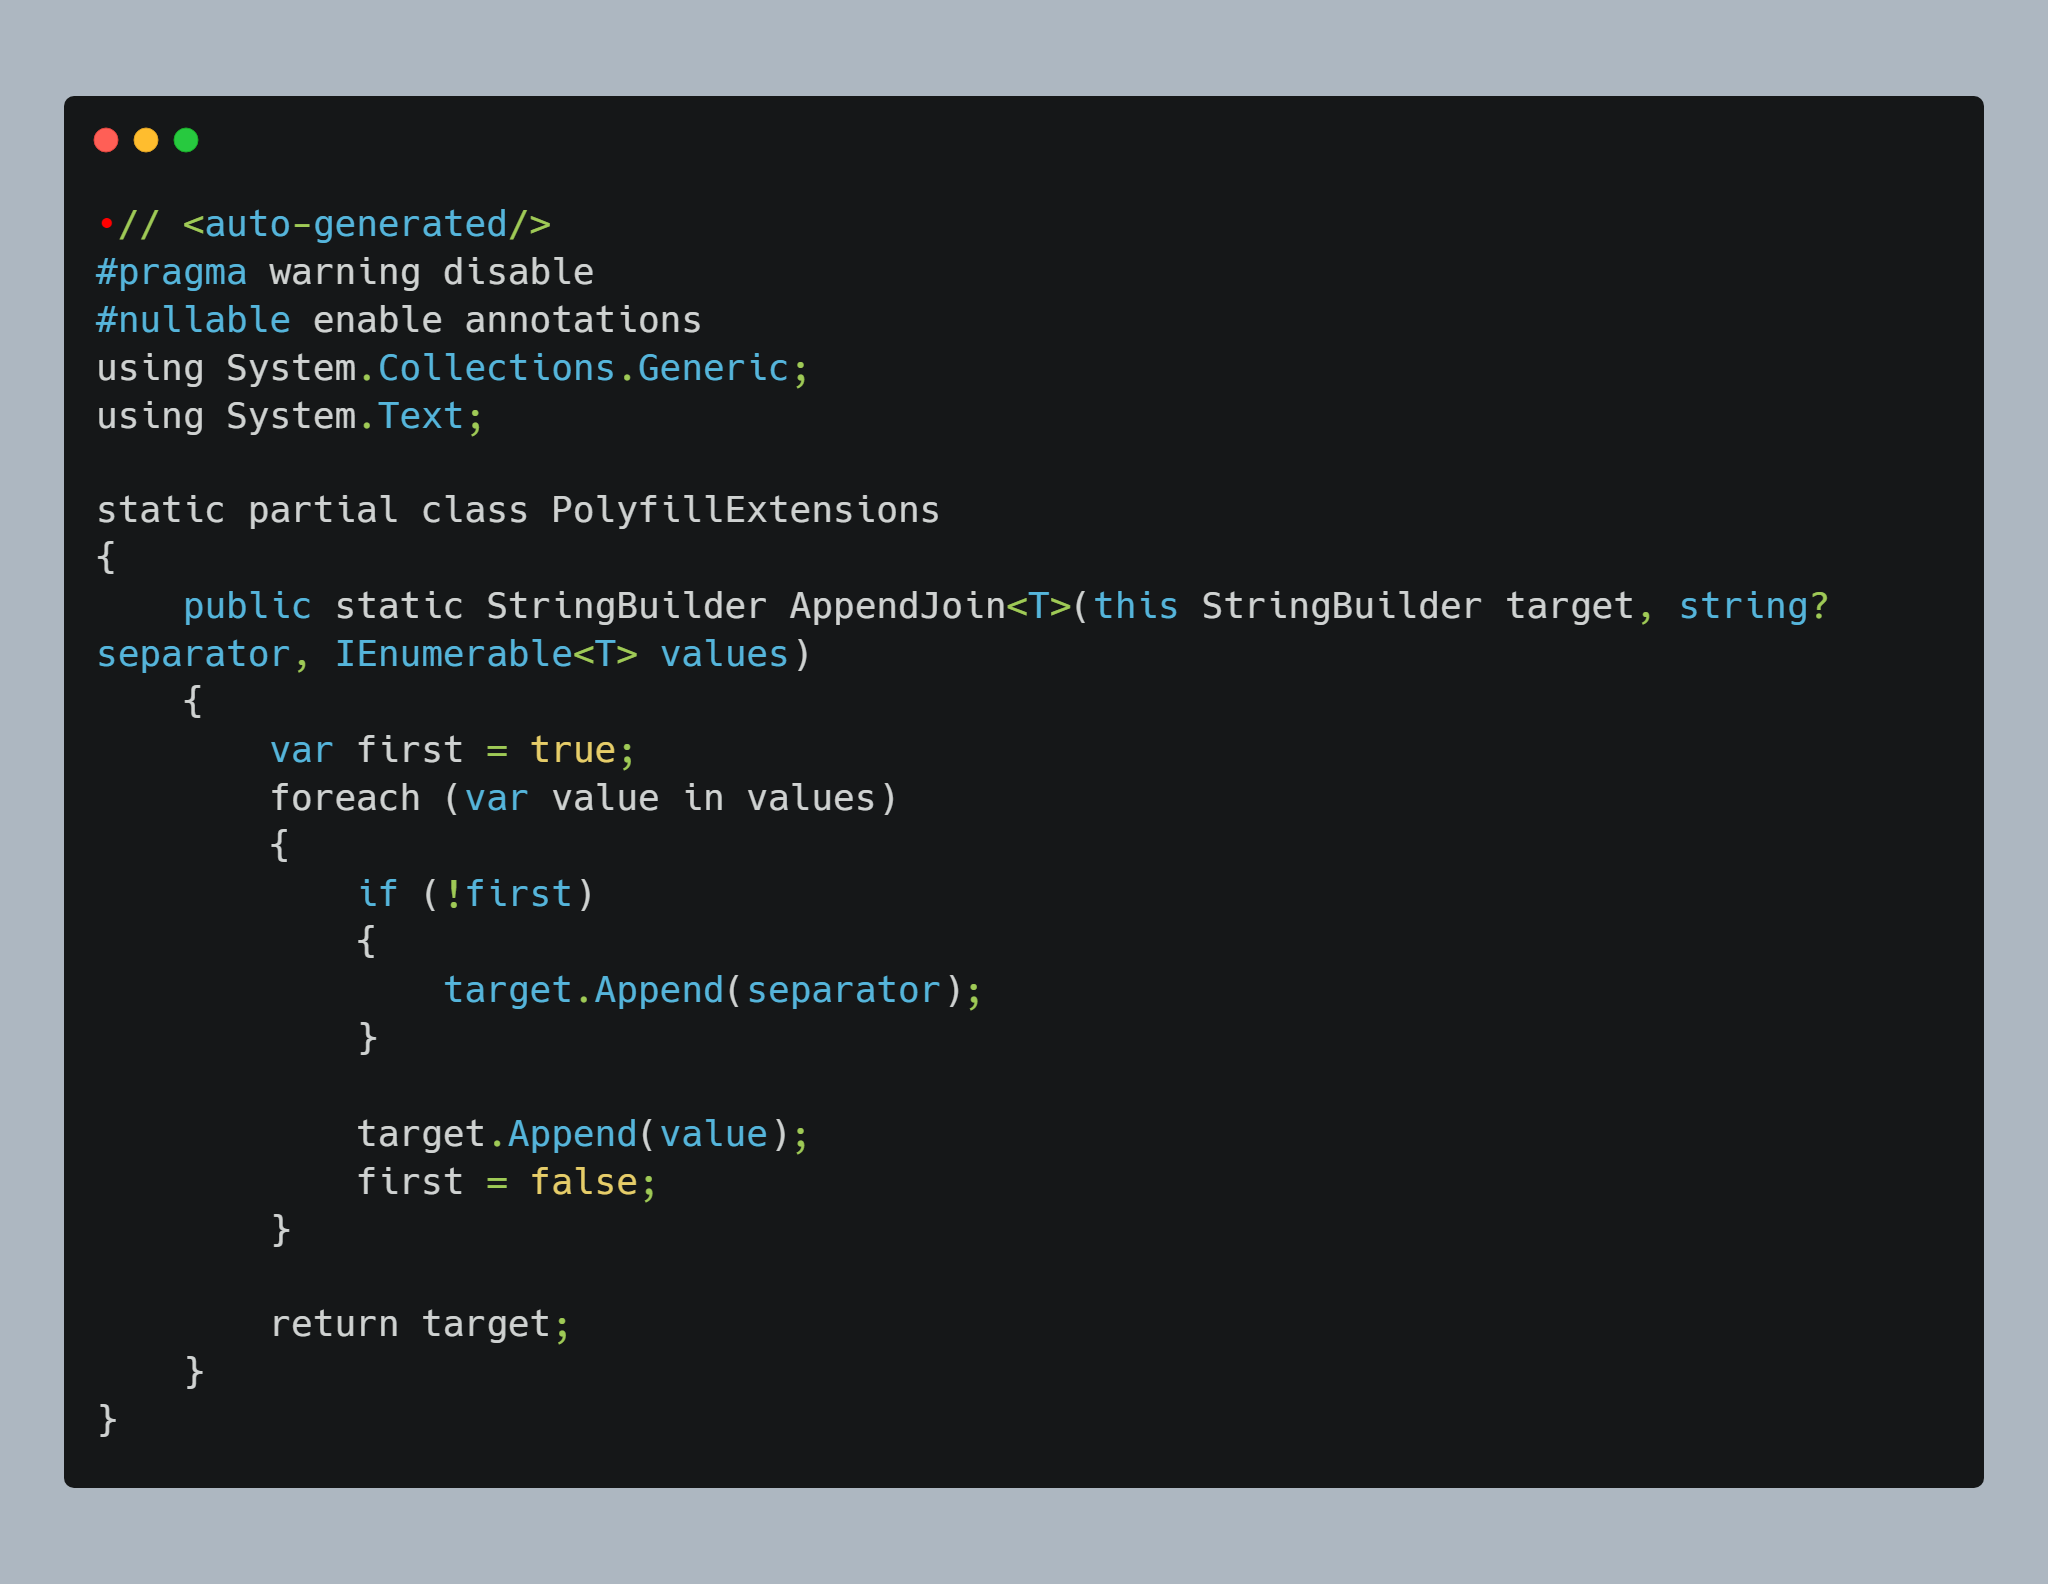 •// <auto-generated/>
#pragma warning disable
#nullable enable annotations
using System.Collections.Generic;
using System.Text;

static partial class PolyfillExtensions
{
    public static StringBuilder AppendJoin<T>(this StringBuilder target, string?
separator, IEnumerable<T> values)
    {
        var first = true;
        foreach (var value in values)
        {
            if (!first)
            {
                target.Append(separator);
            }

            target.Append(value);
            first = false;
        }

        return target;
    }
}